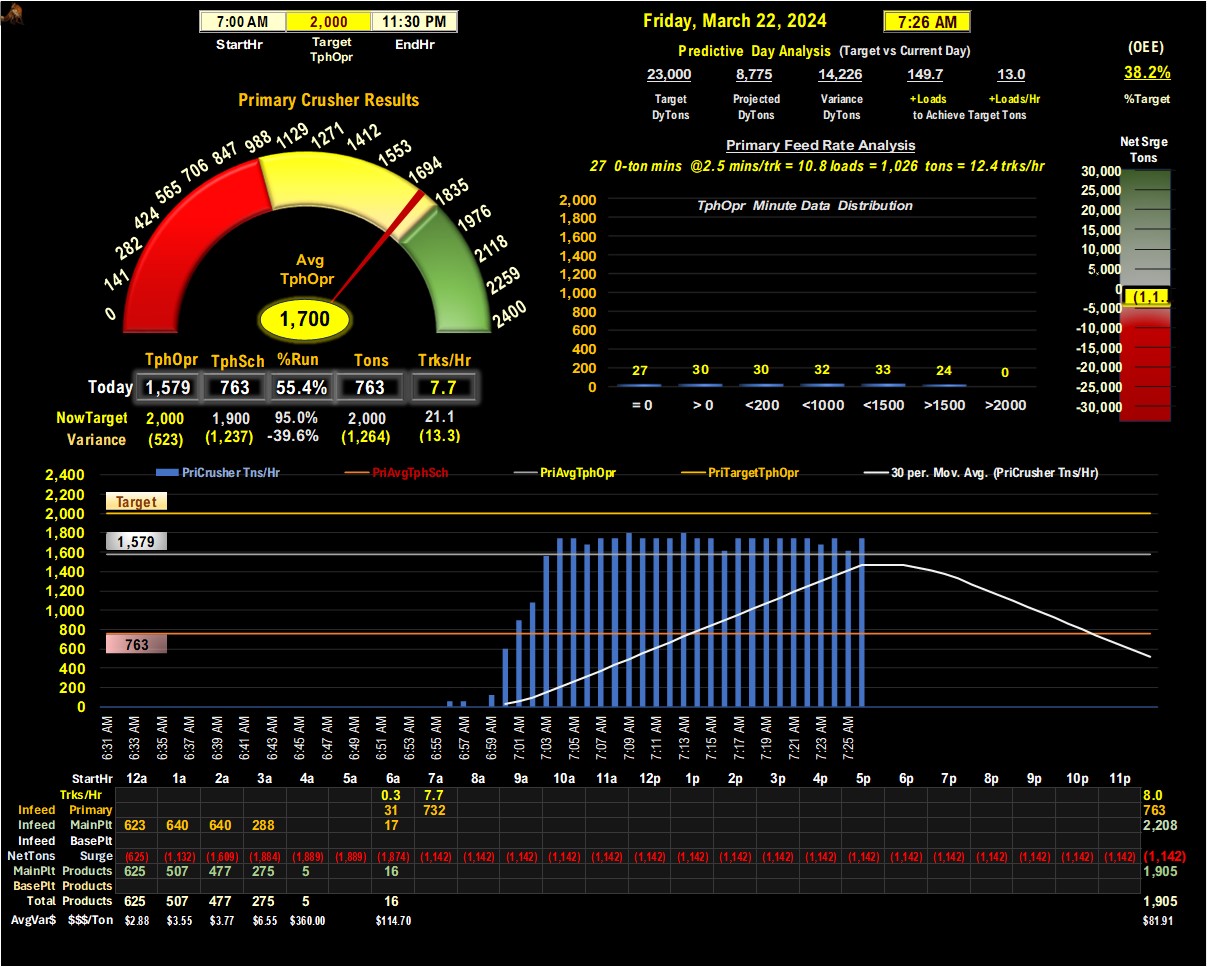 7:00 AM 2,000 11:30 PM
StartHr Target TphOpr EndHr
Friday, March 22, 2024 7:26 AM
Predictive Day Analysis (Target vs Current Day)
(OEE)
23,000 8,775 14,226 149.7 13.0
38.2%
Target DyTons Projected DyTons Variance DyTons +Loads +Loads/Hr to Achieve Target Tons
%Target
Primary Crusher Results
0 141 282 424 565 706 847 988 1129 1271 1412 1553 1694 1835 1976 2118 2259 2400
Avg
TphOpr
1,700
TphOpr TphSch %Run Tons Trks/Hr
Today 1,579 763 55.4% 763 7.7
NowTarget 2,000 1,900 95.0% 2,000 21.1
Variance (523) (1,237) -39.6% (1,264) (13.3)
Primary Feed Rate Analysis
27 0-ton mins @2.5 mins/trk = 10.8 loads = 1,026 tons = 12.4 trks/hr
TphOpr Minute Data Distribution
2,000
1,800
1,600
1,400
1,200
1,000
800
600
400
200
0
27 30 30 32 33 24 0
= 0 > 0 <200 <1000 <1500 >1500 >2000
Net Srge
Tons
30,000
25,000
20,000
15,000
10,000
5,000
0
(1,1..
-5,000
-10,000
-15,000
-20,000
-25,000
-30,000
PriCrusher Tns/Hr PriAvgTphSch PriAvgTphOpr PriTargetTphOpr 30 per. Mov. Avg. (PriCrusher Tns/Hr)
2,400
2,200
2,000
1,800
1,600
1,400
1,200
1,000
800
600
400
200
0
Target
1,579
763
6:31 AM 6:33 AM 6:35 AM 6:37 AM 6:39 AM 6:41 AM 6:43 AM 6:45 AM 6:47 AM 6:49 AM 6:51 AM 6:53 AM 6:55 AM 6:57 AM 6:59 AM 7:01 AM 7:03 AM 7:05 AM 7:07 AM 7:09 AM 7:11 AM 7:13 AM 7:15 AM 7:17 AM 7:19 AM 7:21 AM 7:23 AM 7:25 AM
StartHr 12a 1a 2a 3a 4a 5a 6a 7a 8a 9a 10a 11a 12p 1p 2p 3p 4p 5p 6p 7p 8p 9p 10p 11p
Trks/Hr 0.3 7.7 8.0
Infeed Primary 31 732 763
Infeed MainPlt 623 640 640 288 17 2,208
Infeed BasePlt
NetTons Surge (625) (1,132) (1,609) (1,884) (1,889) (1,889) (1,874) (1,142) (1,142) (1,142) (1,142) (1,142) (1,142) (1,142) (1,142) (1,142) (1,142) (1,142) (1,142) (1,142) (1,142) (1,142) (1,142) (1,142) (1,142)
MainPlt Products 625 507 477 275 5 16 1,905
BasePlt Products
Total Products 625 507 477 275 5 16 1,905
AvgVar$ $$$/Ton $2.88 $3.55 $3.77 $6.55 $360.00 $114.70 $81.91